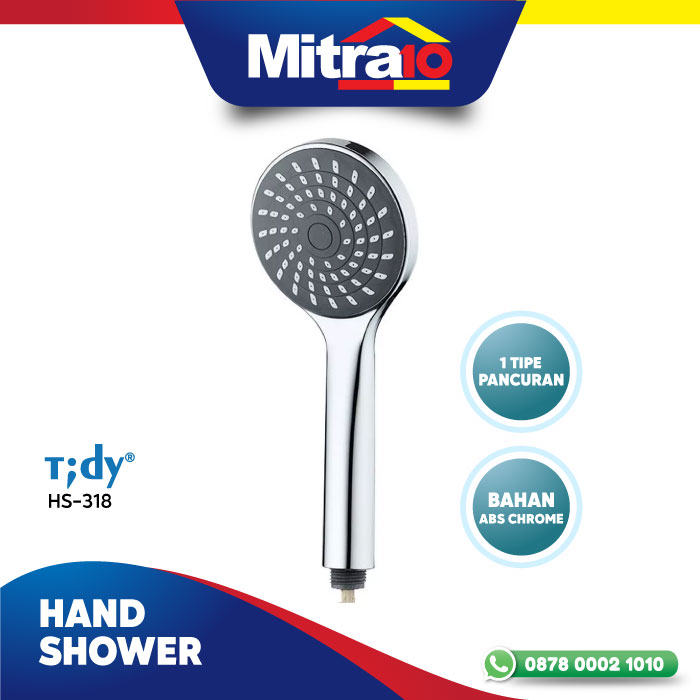 Mitra10
1 TIPE
PANCURAN
Tidy®
HS-318
BAHAN
ABS CHROME
HAND
SHOWER
0878 0002 1010